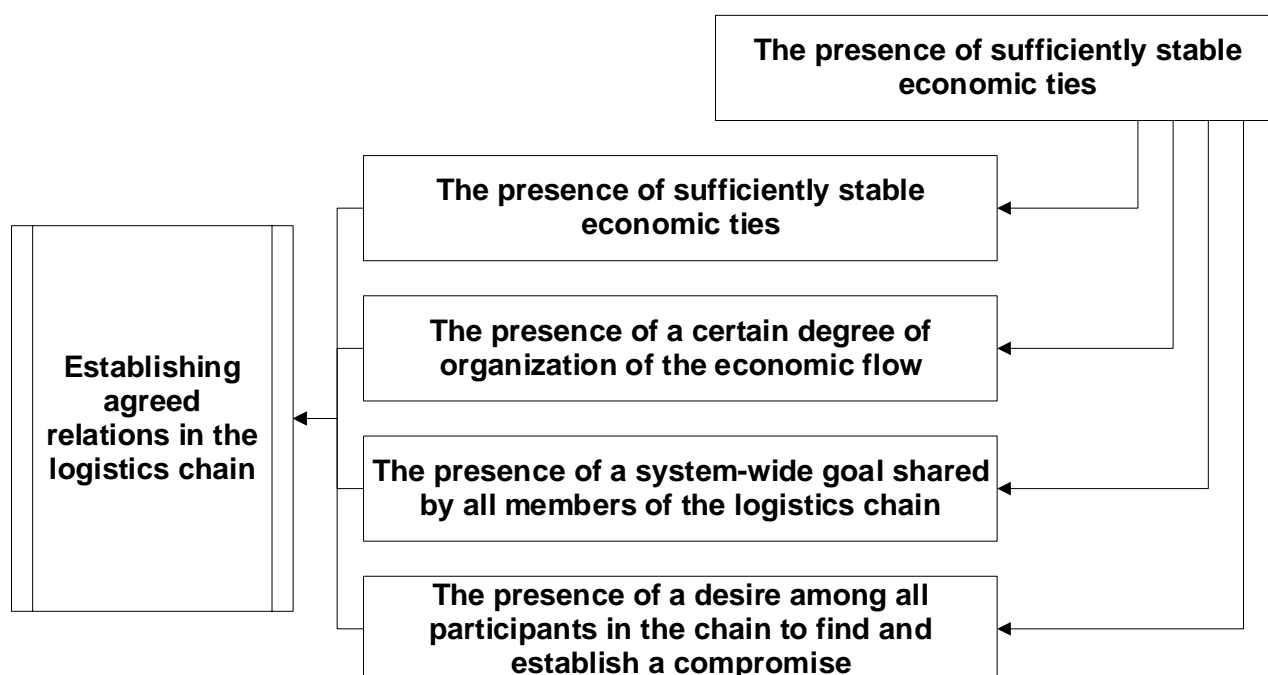 The presence of sufficiently stable
economic ties
The presence of sufficiently stable
economic ties
Establishing
agreed
relations in the
logistics chain
The presence of a certain degree of
organization of the economic flow
The presence of a system-wide goal shared
by all members of the logistics chain
The presence of a desire among all
participants in the chain to find and
establish a compromise